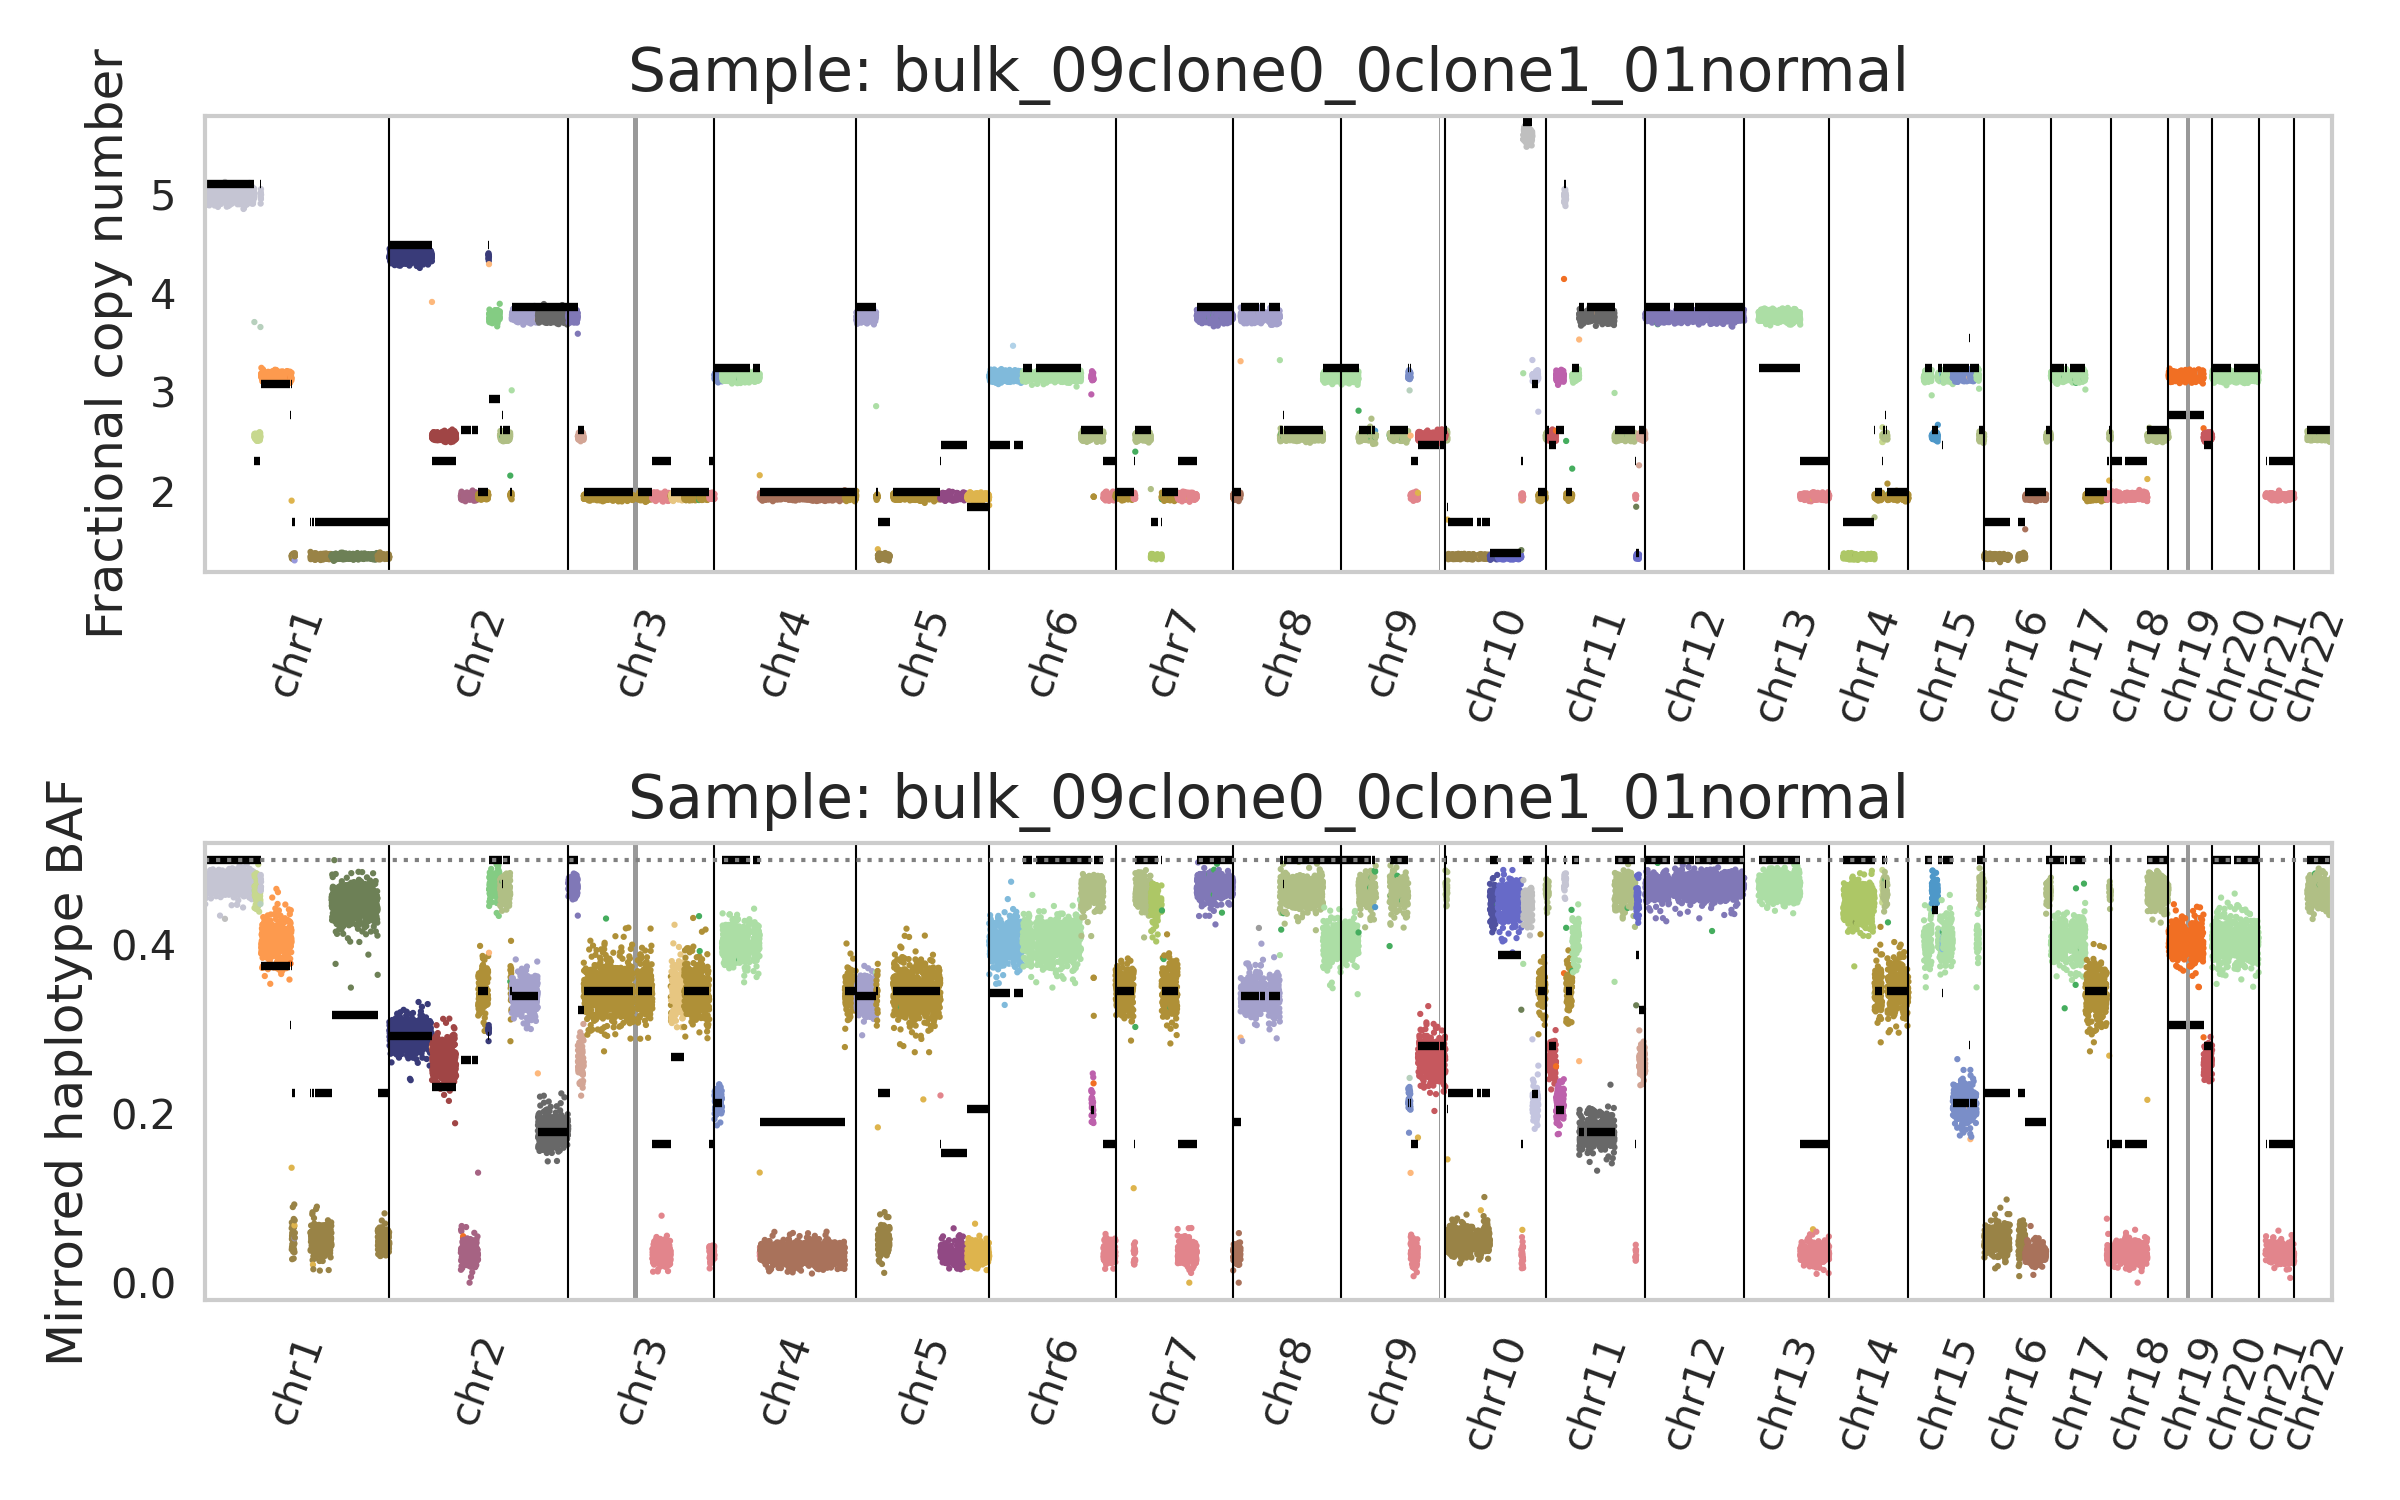 Sample: bulk_09clone0_0clone1_01normal
Fractional copy number
5
4
3
2
chr1
chr2
chr3
chr4
chr5
chr6
chr7
chr8
chr9
chr10
chr11
chr12
chr13
chr14
chr15
chr16
chr17
chr18
chr19
chr20
chr21
chr22
Sample: bulk_09clone0_0clone1_01normal
Mirrored haplotype BAF
0.4
0.2
0.0
chr1
chr2
chr3
chr4
chr5
chr6
chr7
chr8
chr9
chr10
chr11
chr12
chr13
chr14
chr15
chr16
chr17
chr18
chr19
chr20
chr21
chr22